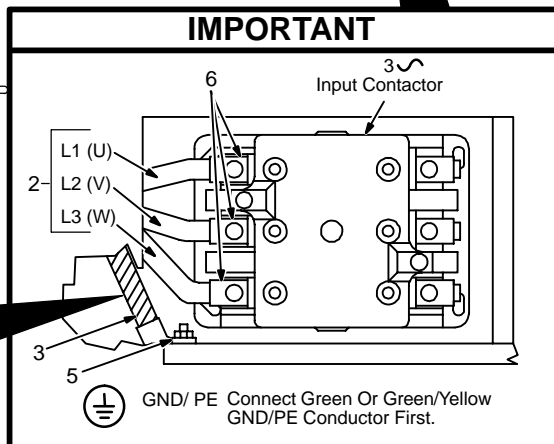 IMPORTANT
3
Input Contactor
6
L1 (U)
2
L2 (V)
L3 (W)
3
5
GND/ PE Connect Green Or Green/Yellow
GND/PE Conductor First.